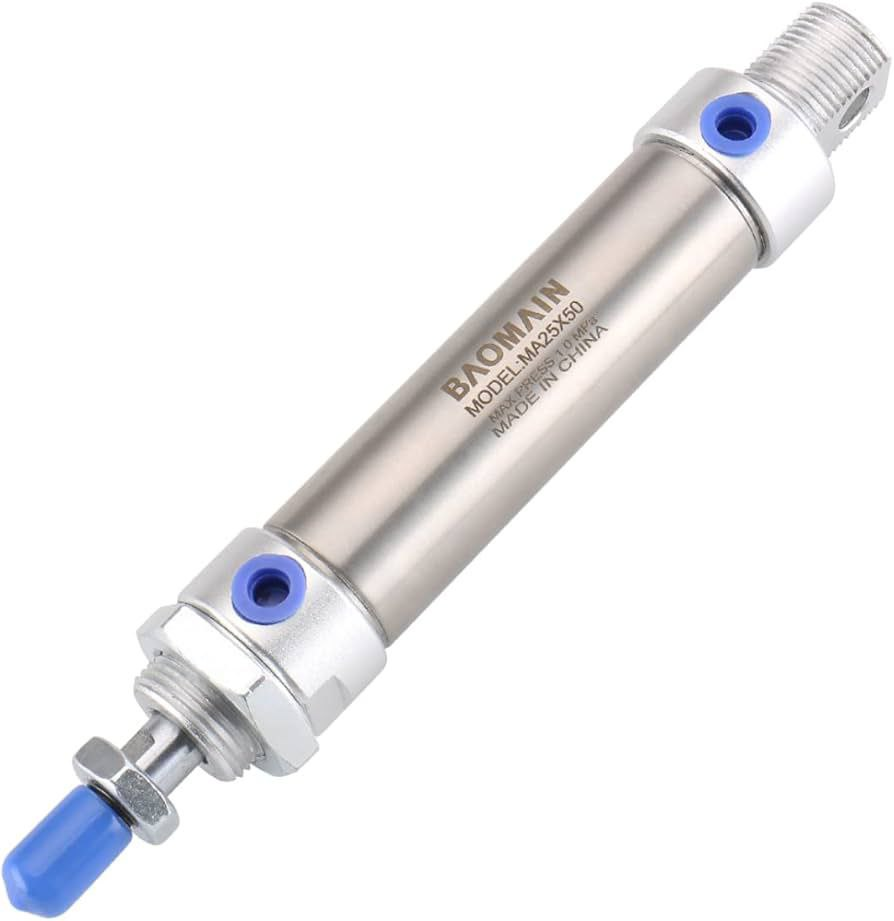 BAOMAIN
MODEL:MA25X50
MAX PRESS 1.0 MPa
MADE IN CHINA